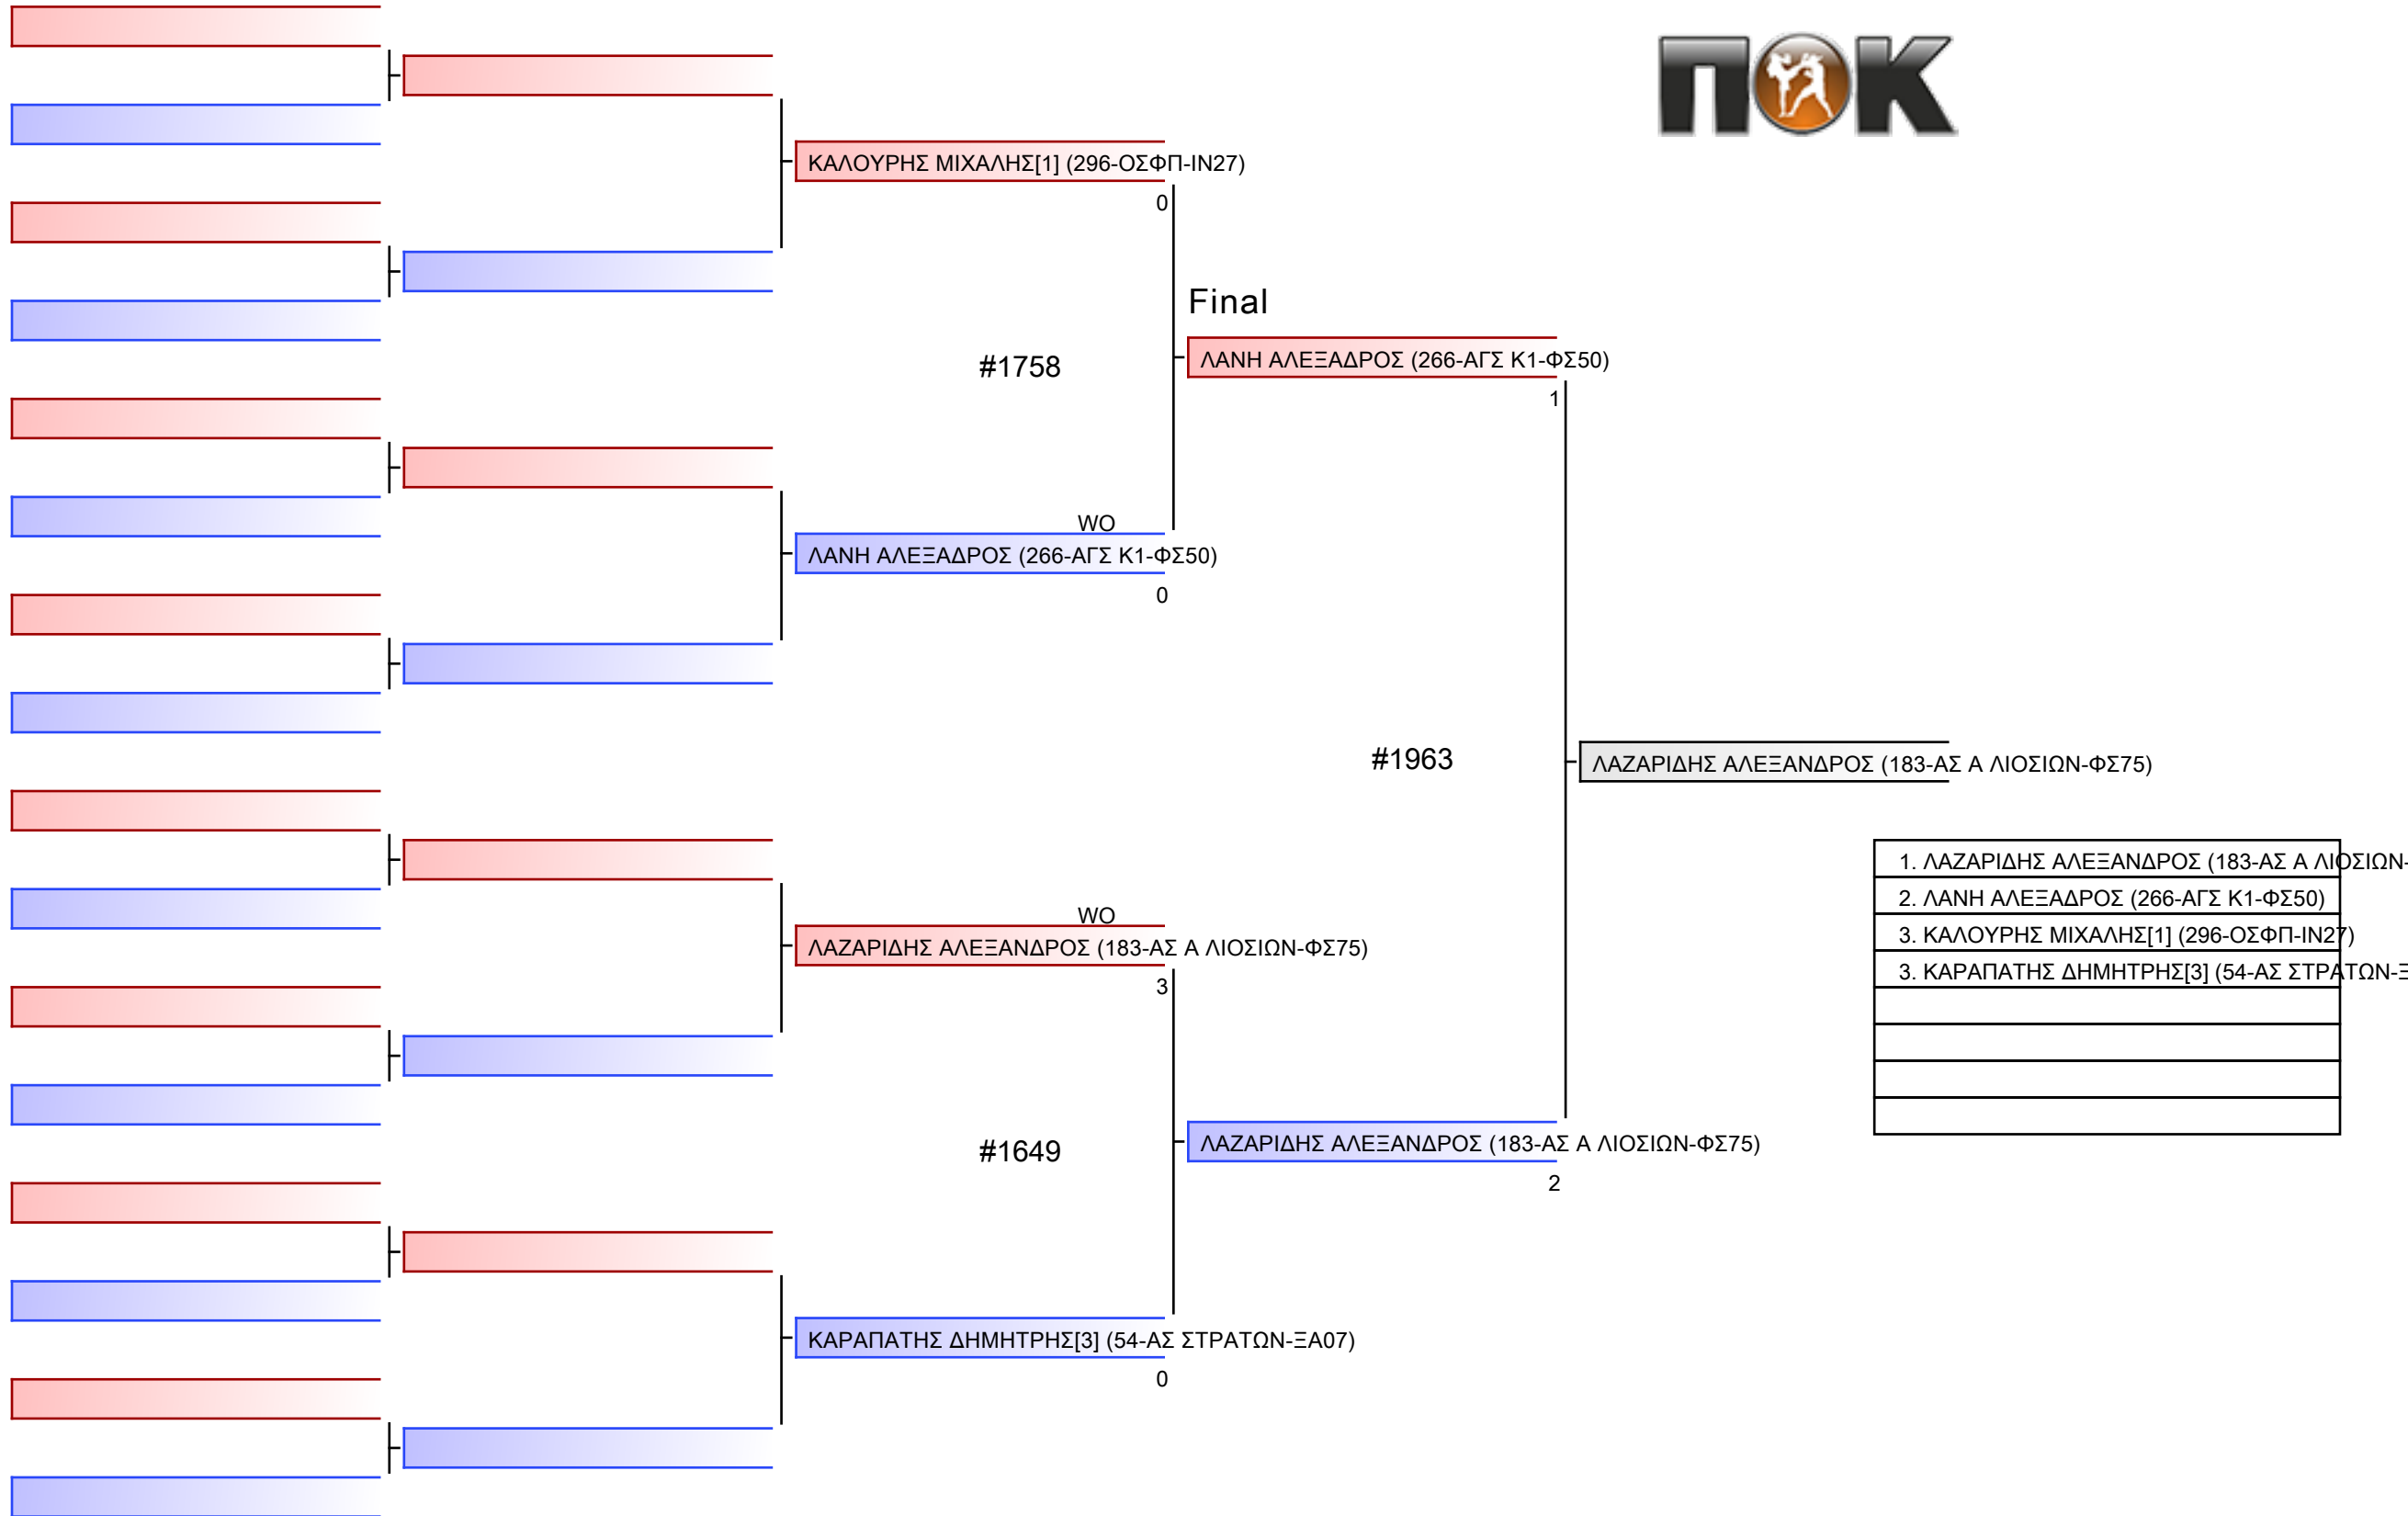 ΠΟΚ
ΚΑΛΟΥΡΗΣ ΜΙΧΑΛΗΣ[1] (296-ΟΣΦΠ-ΙΝ27)
0
Final
#1758
ΛΑΝΗ ΑΛΕΞΑΔΡΟΣ (266-ΑΓΣ Κ1-ΦΣ50)
1
WO
ΛΑΝΗ ΑΛΕΞΑΔΡΟΣ (266-ΑΓΣ Κ1-ΦΣ50)
0
#1963
ΛΑΖΑΡΙΔΗΣ ΑΛΕΞΑΝΔΡΟΣ (183-ΑΣ Α ΛΙΟΣΙΩΝ-ΦΣ75)
WO
ΛΑΖΑΡΙΔΗΣ ΑΛΕΞΑΝΔΡΟΣ (183-ΑΣ Α ΛΙΟΣΙΩΝ-ΦΣ75)
3
#1649
ΛΑΖΑΡΙΔΗΣ ΑΛΕΞΑΝΔΡΟΣ (183-ΑΣ Α ΛΙΟΣΙΩΝ-ΦΣ75)
2
ΚΑΡΑΠΑΤΗΣ ΔΗΜΗΤΡΗΣ[3] (54-ΑΣ ΣΤΡΑΤΩΝ-ΞΑ07)
0
1. ΛΑΖΑΡΙΔΗΣ ΑΛΕΞΑΝΔΡΟΣ (183-ΑΣ Α ΛΙΟΣΙΩΝ-
2. ΛΑΝΗ ΑΛΕΞΑΔΡΟΣ (266-ΑΓΣ Κ1-ΦΣ50)
3. ΚΑΛΟΥΡΗΣ ΜΙΧΑΛΗΣ[1] (296-ΟΣΦΠ-ΙΝ27)
3. ΚΑΡΑΠΑΤΗΣ ΔΗΜΗΤΡΗΣ[3] (54-ΑΣ ΣΤΡΑΤΩΝ-Ξ